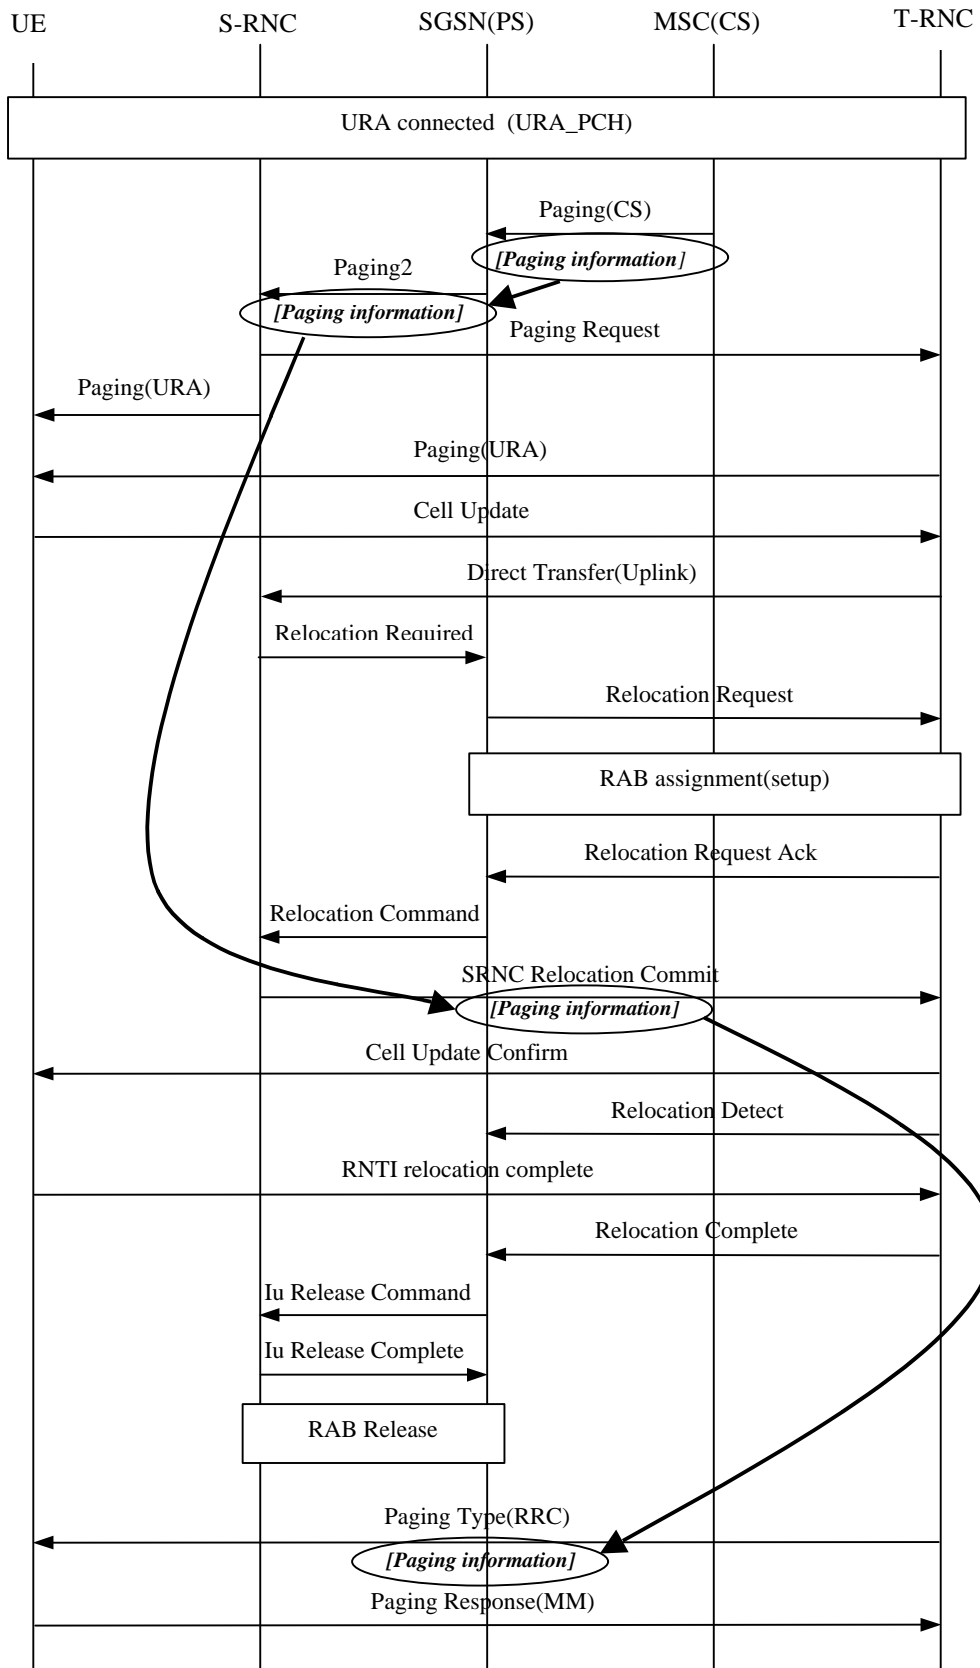 UE
S-RNC
SGSN(PS)
MSC(CS)
T-RNC
URA connected (URA_PCH)
Paging(CS)
[Paging information]
Paging2
[Paging information]
Paging Request
Paging(URA)
Paging(URA)
Cell Update
Direct Transfer(Uplink)
Relocation Required
Relocation Request
RAB assignment(setup)
Relocation Request Ack
Relocation Command
SRNC Relocation Commit
[Paging information]
Cell Update Confirm
Relocation Detect
RNTI relocation complete
Relocation Complete
Iu Release Command
Iu Release Complete
RAB Release
Paging Type(RRC)
[Paging information]
Paging Response(MM)